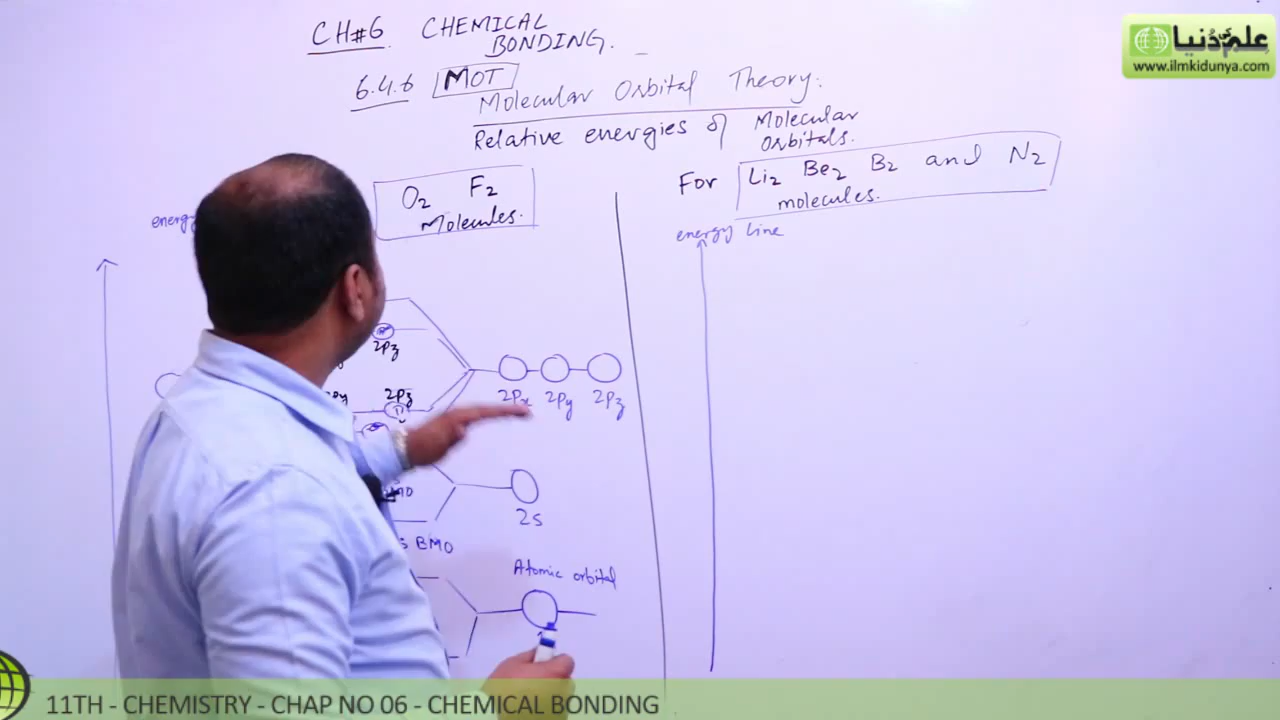 CH#6 CHEMICAL
BONDING.
6.4.6 MOT
Molecular Orbital Theory.
Relative energies of Molecular
Orbitals.
O2 F2
Molecules.
energy
For Li2 Be2 B2 and N2
molecules.
energy line
2pz
2pz
2px 2py 2pz
2s
BMO
Atomic orbital
علم کی دنیا
www.ilmkidunya.com
11TH - CHEMISTRY - CHAP NO 06 - CHEMICAL BONDING